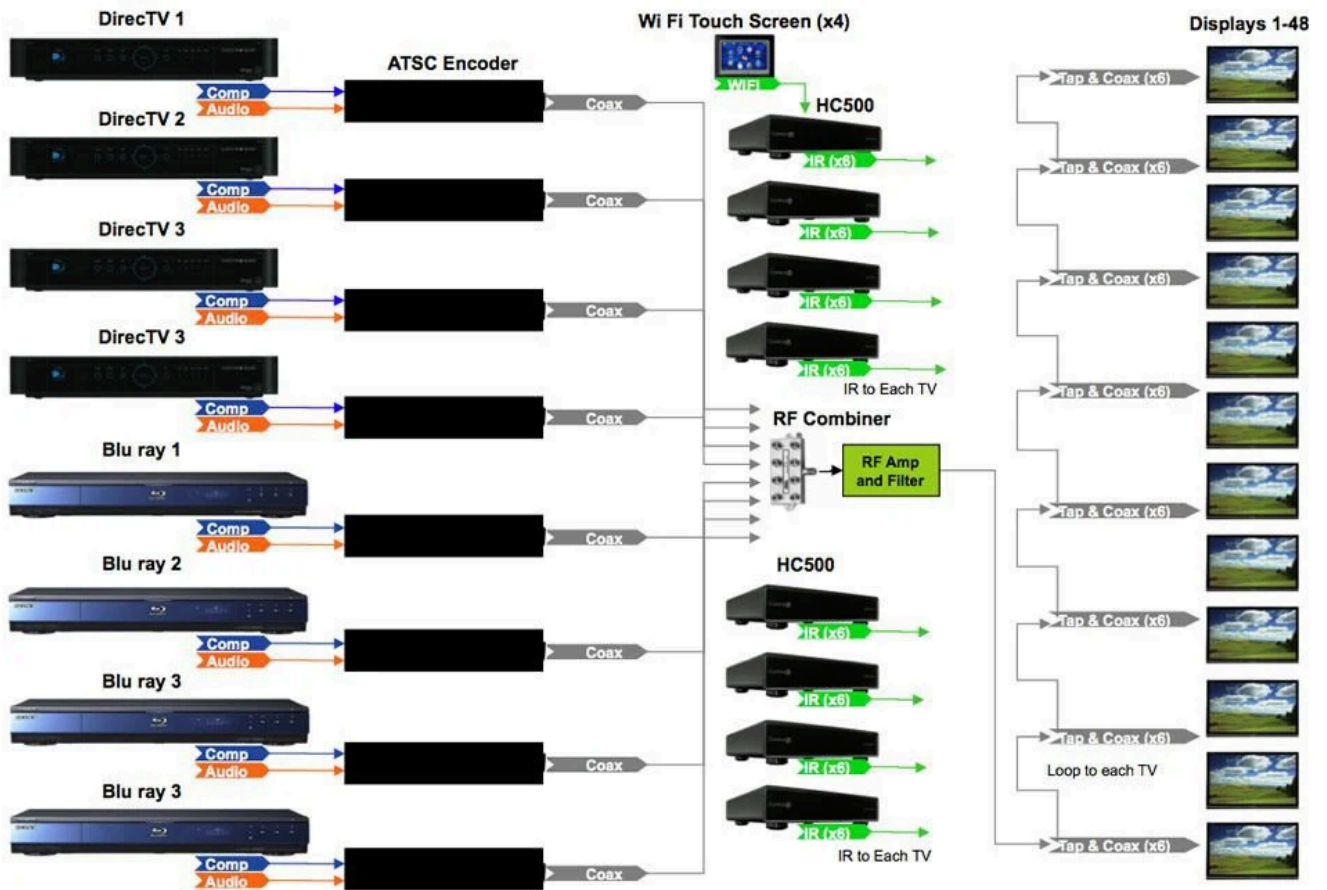 DirecTV 1
Comp
Audio
DirecTV 2
Comp
Audio
DirecTV 3
Comp
Audio
DirecTV 3
Comp
Audio
Blu ray 1
Comp
Audio
Blu ray 2
Comp
Audio
Blu ray 3
Comp
Audio
Blu ray 3
Comp
Audio
ATSC Encoder
Coax
Coax
Coax
Coax
Coax
Coax
Coax
Coax
Wi Fi Touch Screen (x4)
WiFi
HC500
IR (x6)
IR (x6)
IR (x6)
IR (x6)
IR to Each TV
RF Combiner
RF Amp
and Filter
HC500
IR (x6)
IR (x6)
IR (x6)
IR (x6)
IR to Each TV
Displays 1-48
Tap & Coax (x6)
Tap & Coax (x6)
Tap & Coax (x6)
Tap & Coax (x6)
Tap & Coax (x6)
Tap & Coax (x6)
Tap & Coax (x6)
Loop to each TV
Tap & Coax (x6)